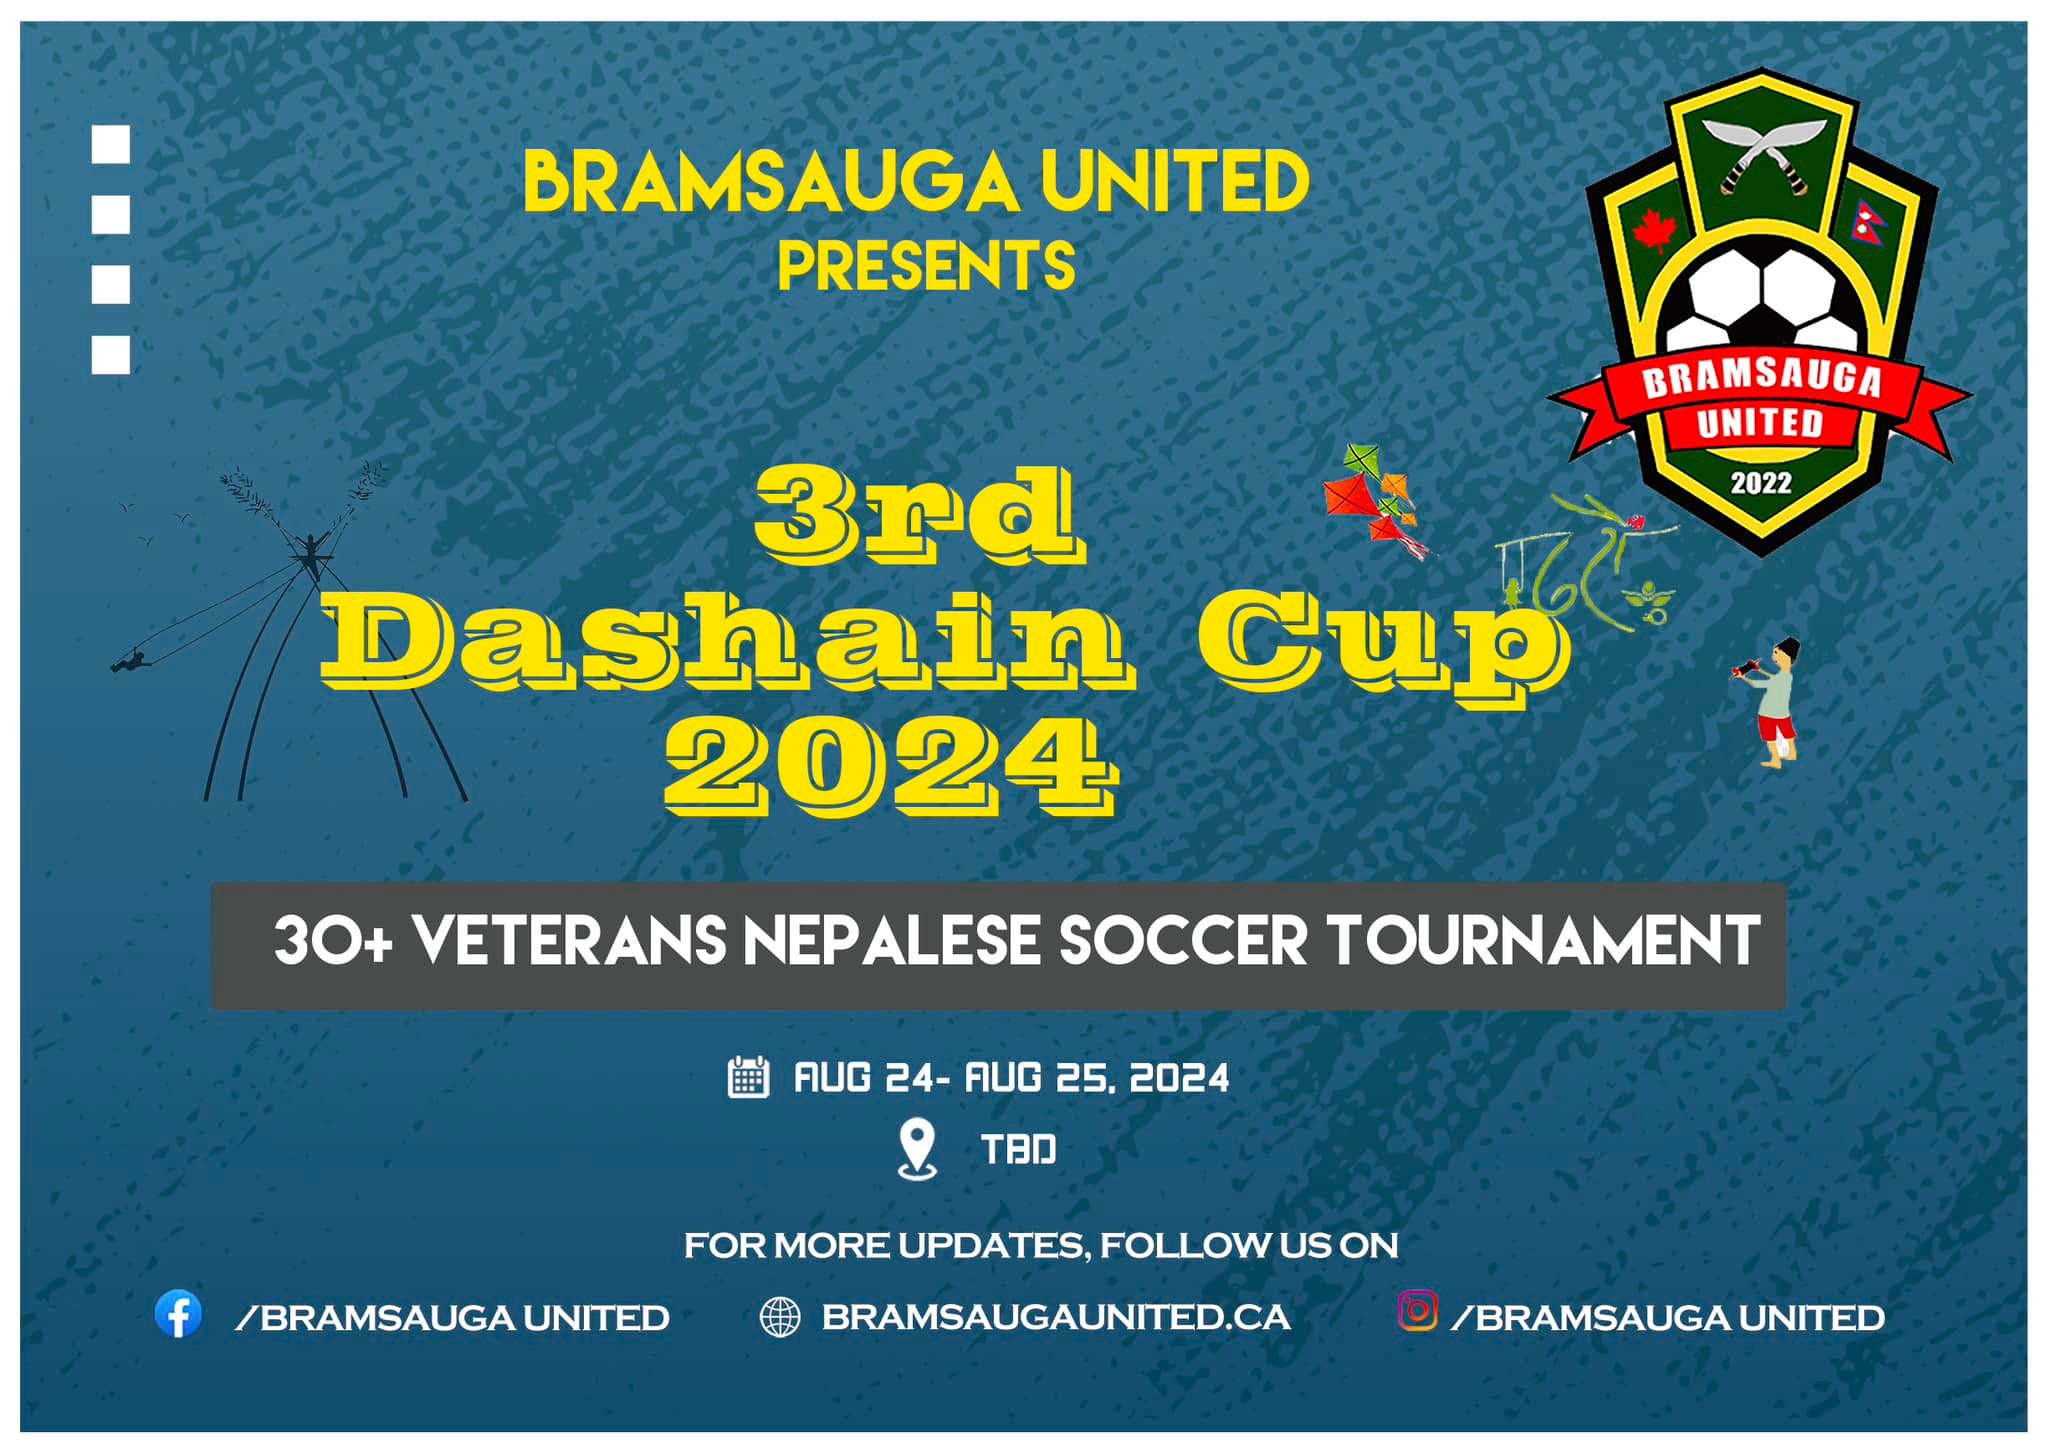 BRAMSAUGA UNITED
PRESENTS
BRAMSAUGA
UNITED
2022
3rd
Dashain Cup
2024
30+ VETERANS NEPALESE SOCCER TOURNAMENT
AUG 24- AUG 25, 2024
TBD
FOR MORE UPDATES, FOLLOW US ON
/BRAMSAUGA UNITED
BRAMSAUGAUNITED.CA
/BRAMSAUGA UNITED